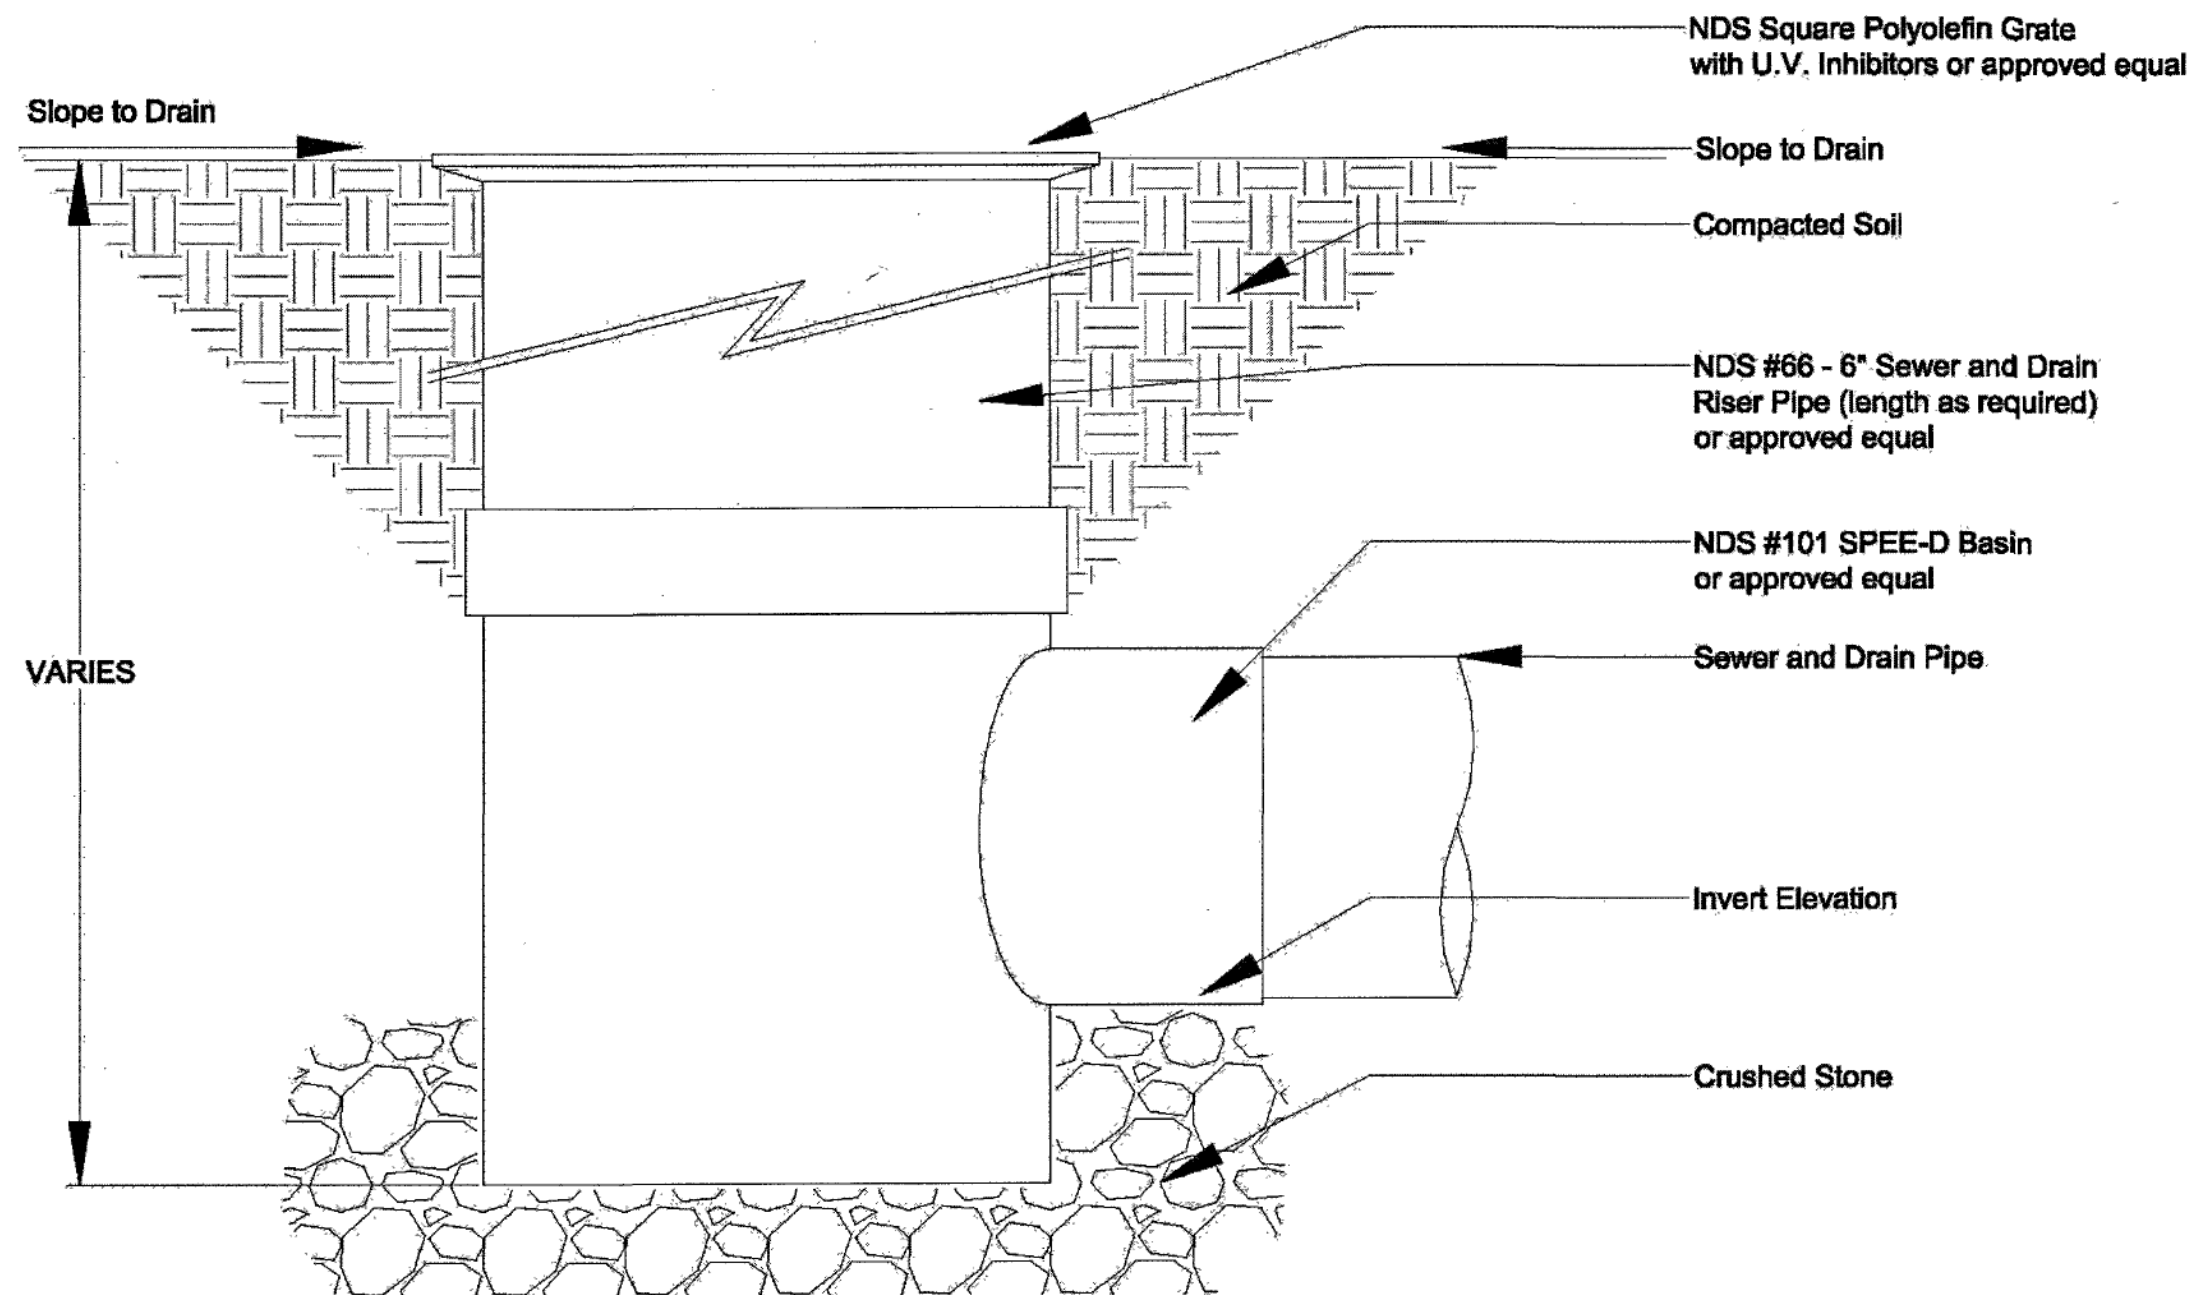 NDS Square Polyolefin Grate
with U.V. Inhibitors or approved equal
Slope to Drain
Slope to Drain
Compacted Soil
NDS #66 - 6" Sewer and Drain
Riser Pipe (length as required)
or approved equal
NDS #101 SPEE-D Basin
or approved equal
Sewer and Drain Pipe
VARIES
Invert Elevation
Crushed Stone